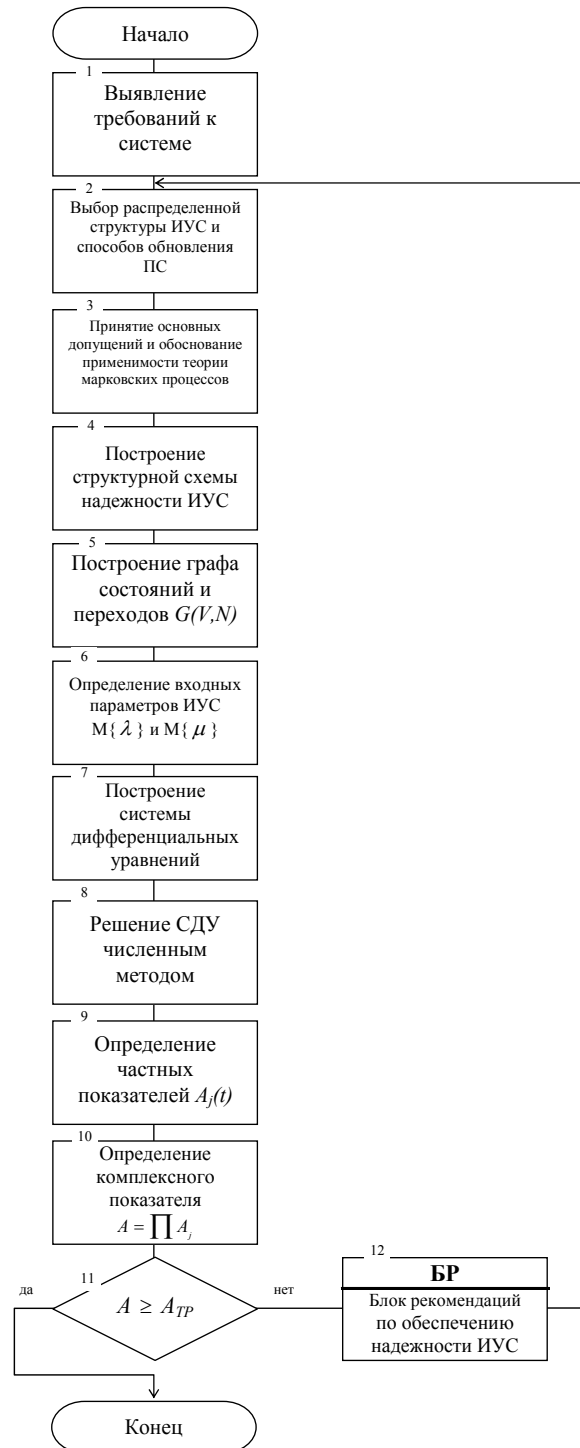 Начало
1
Выявление
требований к
системе
2
Выбор распределенной
структуры ИУС и
способов обновления
ПС
3
Принятие основных
допущений и обоснование
применимости теории
марковских процессов
4
Построение
структурной схемы
надежности ИУС
5
Построение графа
состояний и
переходов G(V,N)
6
Определение входных
параметров ИУС
М{ λ } и М{ μ }
7
Построение
системы
дифференциальных
уравнений
8
Решение СДУ
численным
методом
9
Определение
частных
показателей Aj(t)
10
Определение
комплексного
показателя
A = ∏ Aj
11
да
A ≥ AТР
нет
12
БР
Блок рекомендаций
по обеспечению
надежности ИУС
Конец